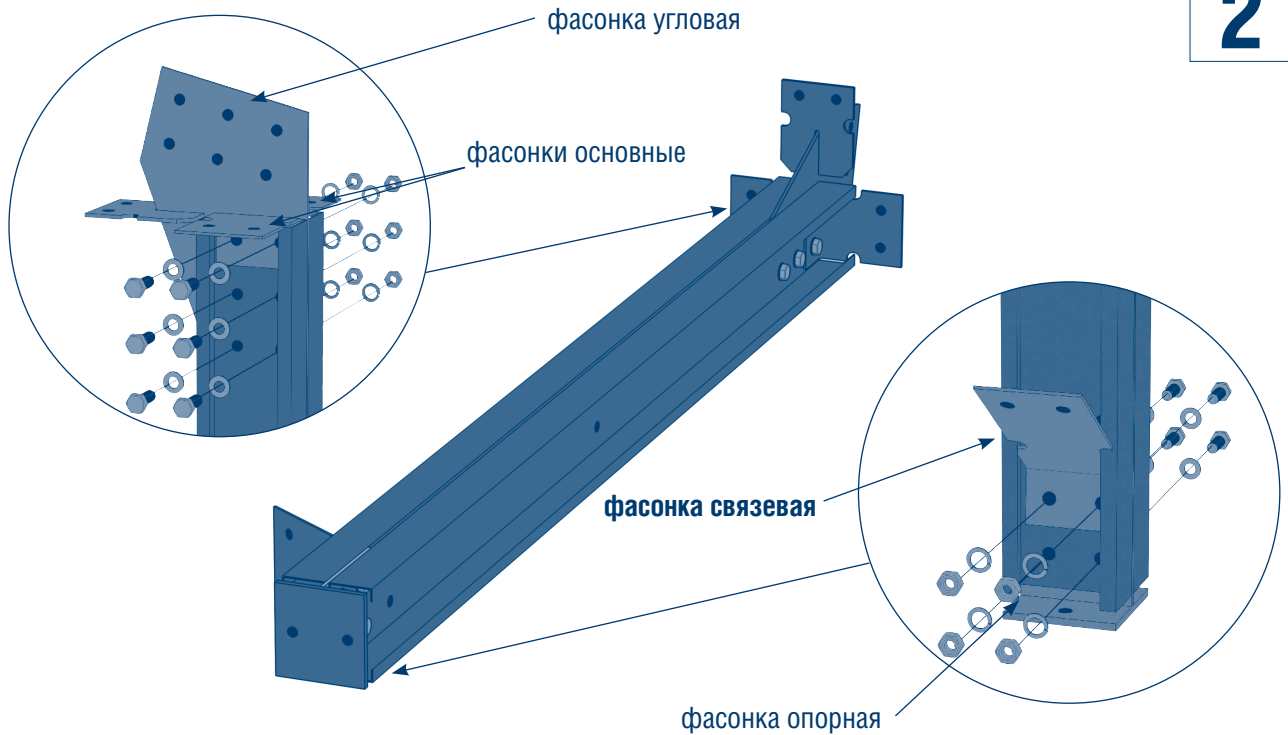 фасонка угловая
2
фасонки основные
фасонка связевая
фасонка опорная